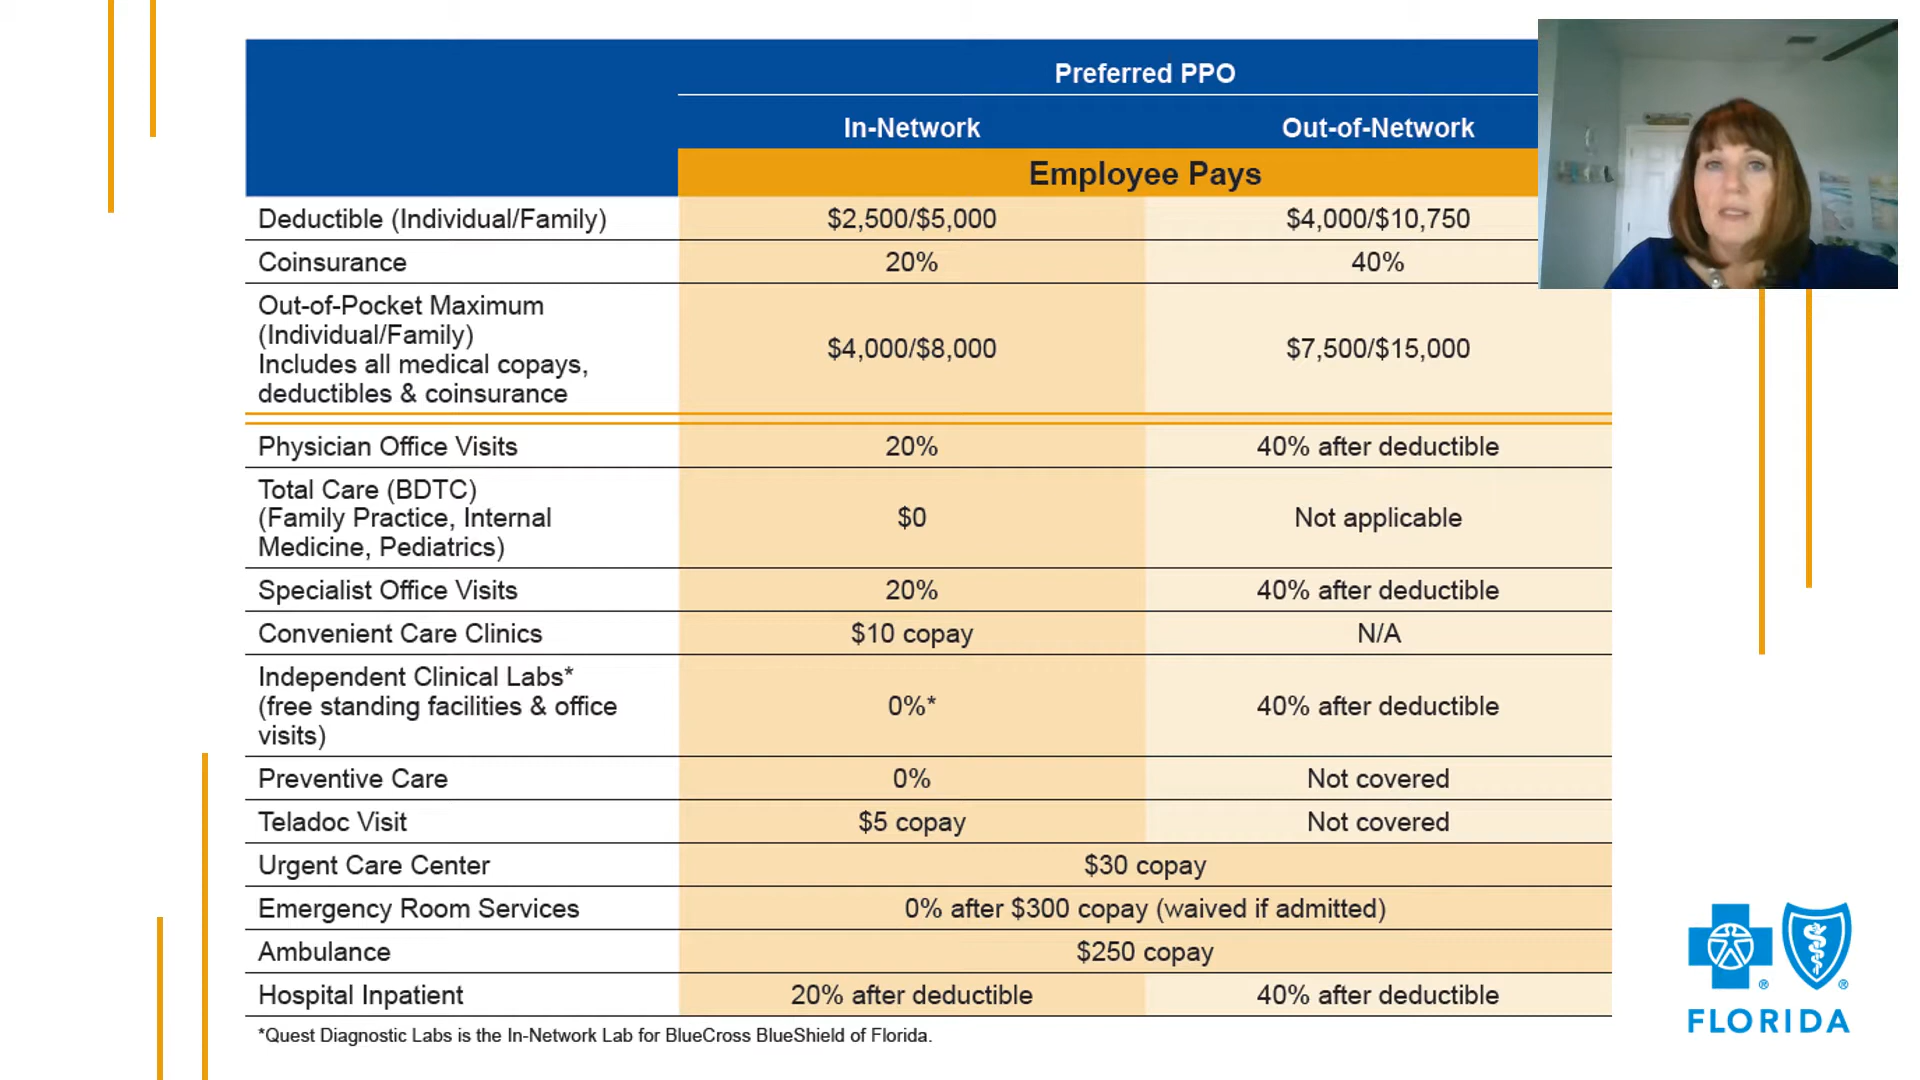 Preferred PPO
In-Network Out-of-Network
Employee Pays
Deductible (Individual/Family) $2,500/$5,000 $4,000/$10,750
Coinsurance 20% 40%
Out-of-Pocket Maximum
(Individual/Family)
Includes all medical copays,
deductibles & coinsurance
$4,000/$8,000 $7,500/$15,000
Physician Office Visits 20% 40% after deductible
Total Care (BDTC)
(Family Practice, Internal
Medicine, Pediatrics)
$0 Not applicable
Specialist Office Visits 20% 40% after deductible
Convenient Care Clinics $10 copay N/A
Independent Clinical Labs*
(free standing facilities & office
visits)
0%* 40% after deductible
Preventive Care 0% Not covered
Teladoc Visit $5 copay Not covered
Urgent Care Center $30 copay
Emergency Room Services 0% after $300 copay (waived if admitted)
Ambulance $250 copay
Hospital Inpatient 20% after deductible 40% after deductible
*Quest Diagnostic Labs is the In-Network Lab for BlueCross BlueShield of Florida.
® ®
FLORIDA